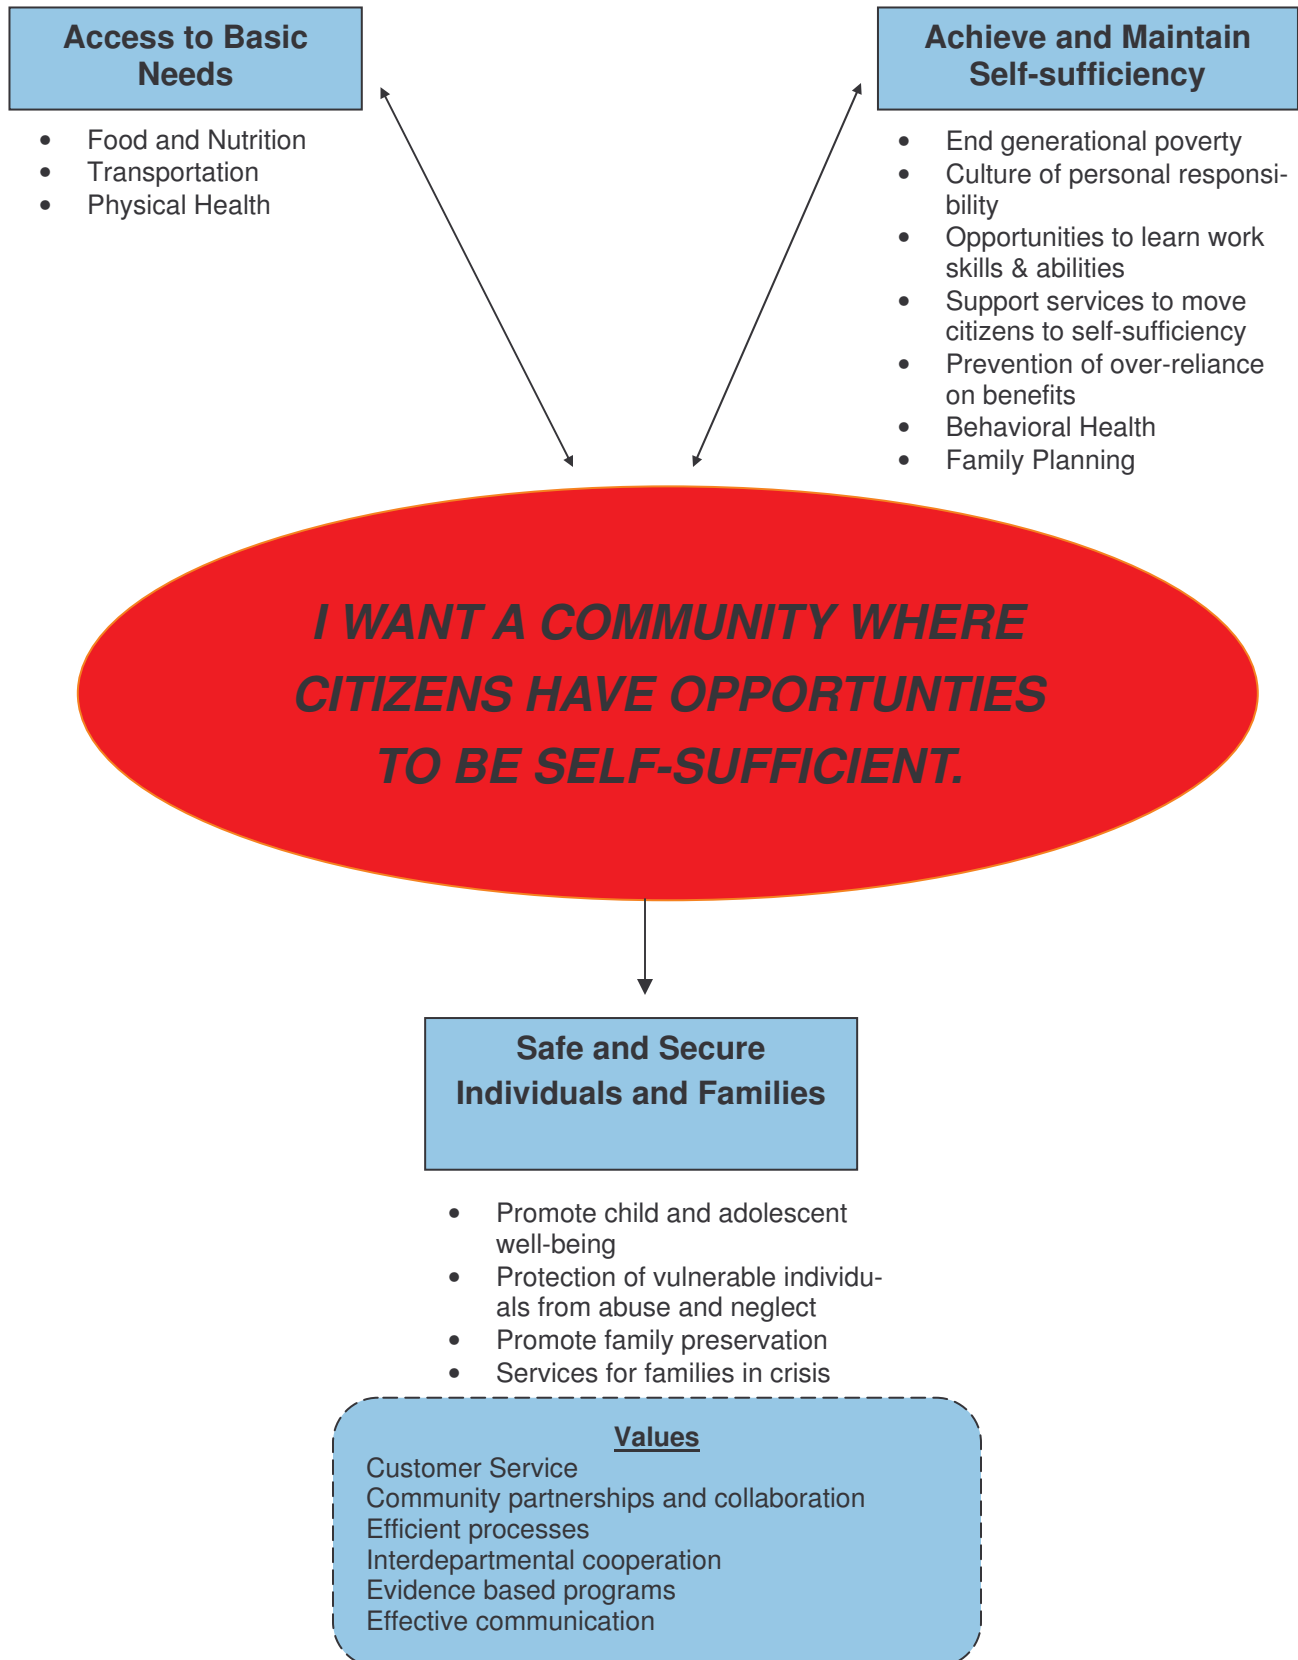 Access to Basic
Needs
• Food and Nutrition
• Transportation
• Physical Health
Achieve and Maintain
Self-sufficiency
• End generational poverty
• Culture of personal responsi-
bility
• Opportunities to learn work
skills & abilities
• Support services to move
citizens to self-sufficiency
• Prevention of over-reliance
on benefits
• Behavioral Health
• Family Planning
I WANT A COMMUNITY WHERE
CITIZENS HAVE OPPORTUNTIES
TO BE SELF-SUFFICIENT.
Safe and Secure
Individuals and Families
• Promote child and adolescent
well-being
• Protection of vulnerable individu-
als from abuse and neglect
• Promote family preservation
• Services for families in crisis
Values
Customer Service
Community partnerships and collaboration
Efficient processes
Interdepartmental cooperation
Evidence based programs
Effective communication